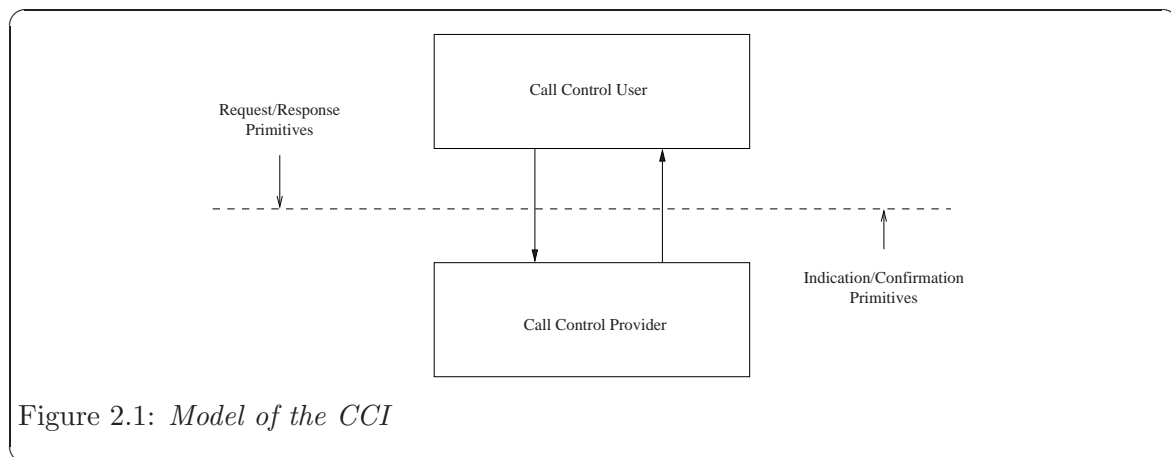 Call Control User
Request/Response
Primitives
Indication/Confirmation
Primitives
Call Control Provider
Figure 2.1: Model of the CCI